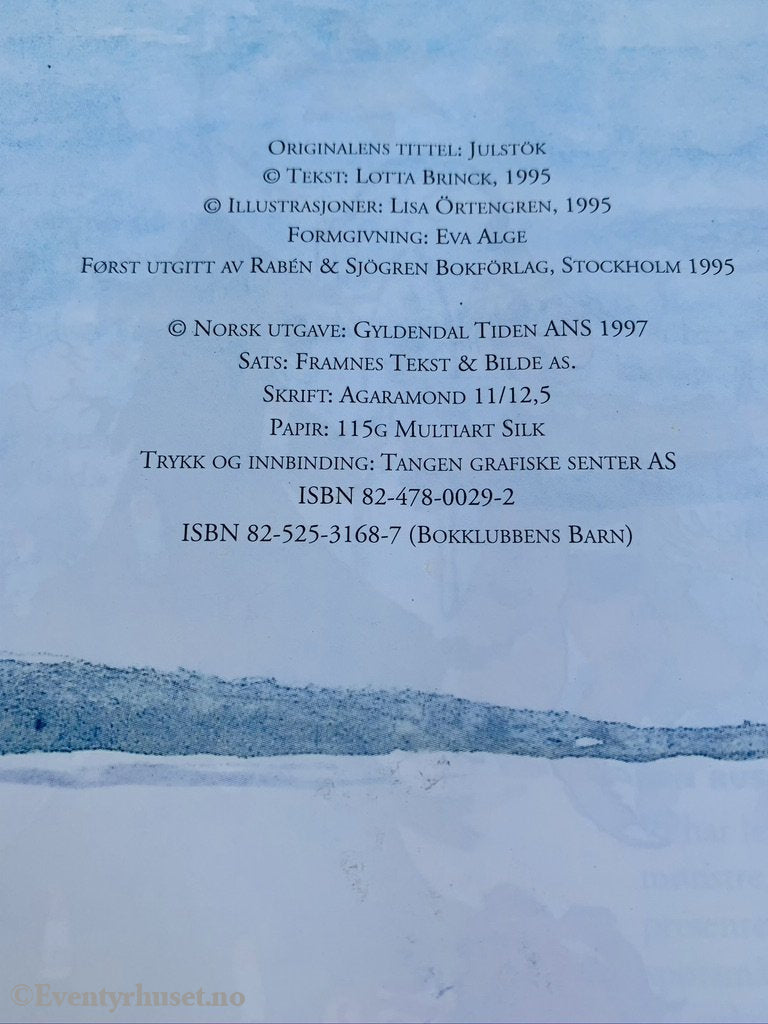 Originalens tittel: Julstök
© Tekst: Lotta Brinck, 1995
© Illustrasjoner: Lisa Örtengren, 1995
Formgivning: Eva Alge
Først utgitt av Rabén & Sjögren Bokförlag, Stockholm 1995
© Norsk utgave: Gyldendal Tiden ANS 1997
Sats: Framnes Tekst & Bilde as.
Skrift: Agaramond 11/12,5
Papir: 115g Multiart Silk
Trykk og innbinding: Tangen grafiske senter AS
ISBN 82-478-0029-2
ISBN 82-525-3168-7 (Bokklubbens Barn)
©Eventyrhuset.no